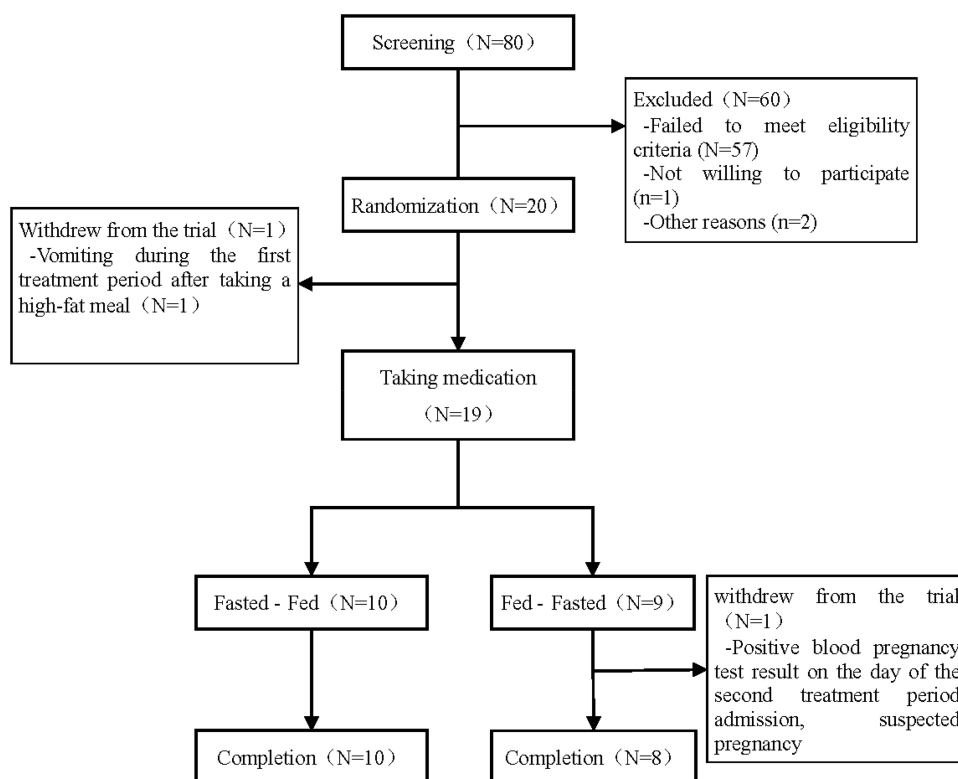 Screening（N=80）
Excluded（N=60）
-Failed to meet eligibility
criteria (N=57)
-Not willing to participate
(n=1)
-Other reasons (n=2)
Randomization（N=20）
Withdrew from the trial（N=1）
-Vomiting during the first
treatment period after taking a
high-fat meal（N=1）
Taking medication
（N=19）
Fasted - Fed（N=10）
Fed - Fasted（N=9）
withdrew from the trial
（N=1）
-Positive blood pregnancy
test result on the day of the
second treatment period
admission, suspected
pregnancy
Completion（N=10）
Completion（N=8）